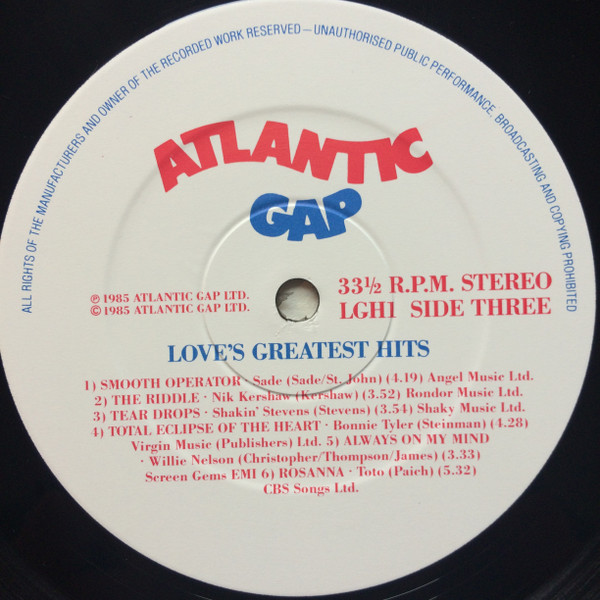 ALL RIGHTS OF THE MANUFACTURERS AND OWNER OF THE RECORDED WORK RESERVED – UNAUTHORISED PUBLIC PERFORMANCE, BROADCASTING AND COPYING PROHIBITED
ATLANTIC
GAP
℗ 1985 ATLANTIC GAP LTD.
© 1985 ATLANTIC GAP LTD.
33½ R.P.M. STEREO
LGH1 SIDE THREE
LOVE'S GREATEST HITS
1) SMOOTH OPERATOR · Sade (Sade/St. John) (4.19) Angel Music Ltd.
2) THE RIDDLE · Nik Kershaw (Kershaw) (3.52) Rondor Music Ltd.
3) TEAR DROPS · Shakin' Stevens (Stevens) (3.54) Shaky Music Ltd.
4) TOTAL ECLIPSE OF THE HEART · Bonnie Tyler (Steinman) (4.28)
Virgin Music (Publishers) Ltd. 5) ALWAYS ON MY MIND
· Willie Nelson (Christopher/Thompson/James) (3.33)
Screen Gems EMI 6) ROSANNA · Toto (Paich) (5.32)
CBS Songs Ltd.